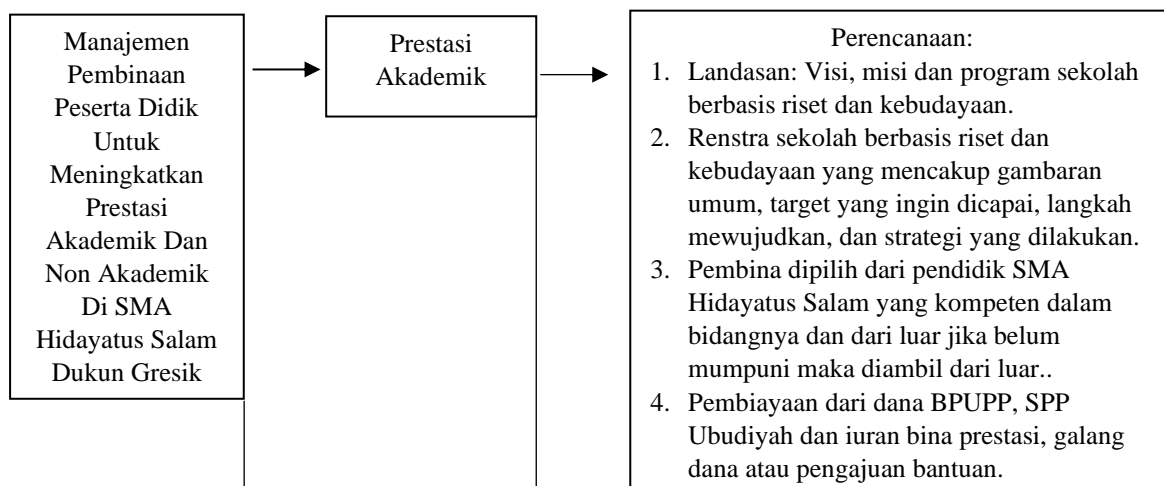 Manajemen
Pembinaan
Peserta Didik
Untuk
Meningkatkan
Prestasi
Akademik Dan
Non Akademik
Di SMA
Hidayatus Salam
Dukun Gresik
Prestasi
Akademik
Perencanaan:
1. Landasan: Visi, misi dan program sekolah
berbasis riset dan kebudayaan.
2. Renstra sekolah berbasis riset dan
kebudayaan yang mencakup gambaran
umum, target yang ingin dicapai, langkah
mewujudkan, dan strategi yang dilakukan.
3. Pembina dipilih dari pendidik SMA
Hidayatus Salam yang kompeten dalam
bidangnya dan dari luar jika belum
mumpuni maka diambil dari luar..
4. Pembiayaan dari dana BPUPP, SPP
Ubudiyah dan iuran bina prestasi, galang
dana atau pengajuan bantuan.